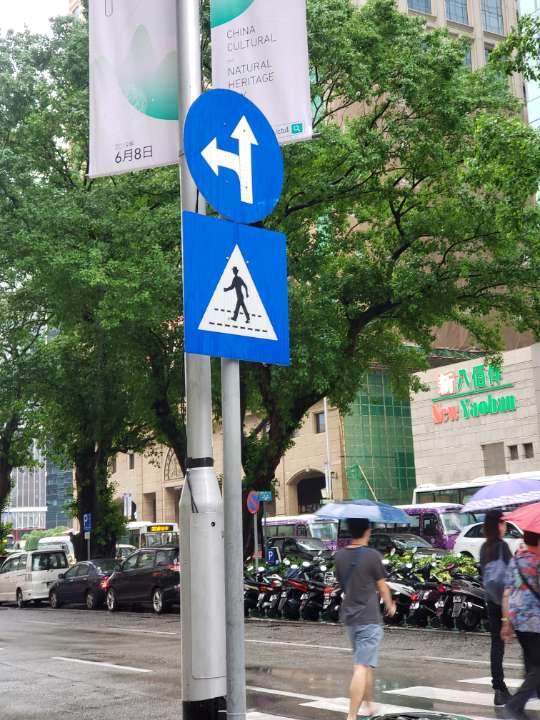 6月8日
CHINA
CULTURAL
NATURAL
HERITAGE
新八佰伴
New Yaohan